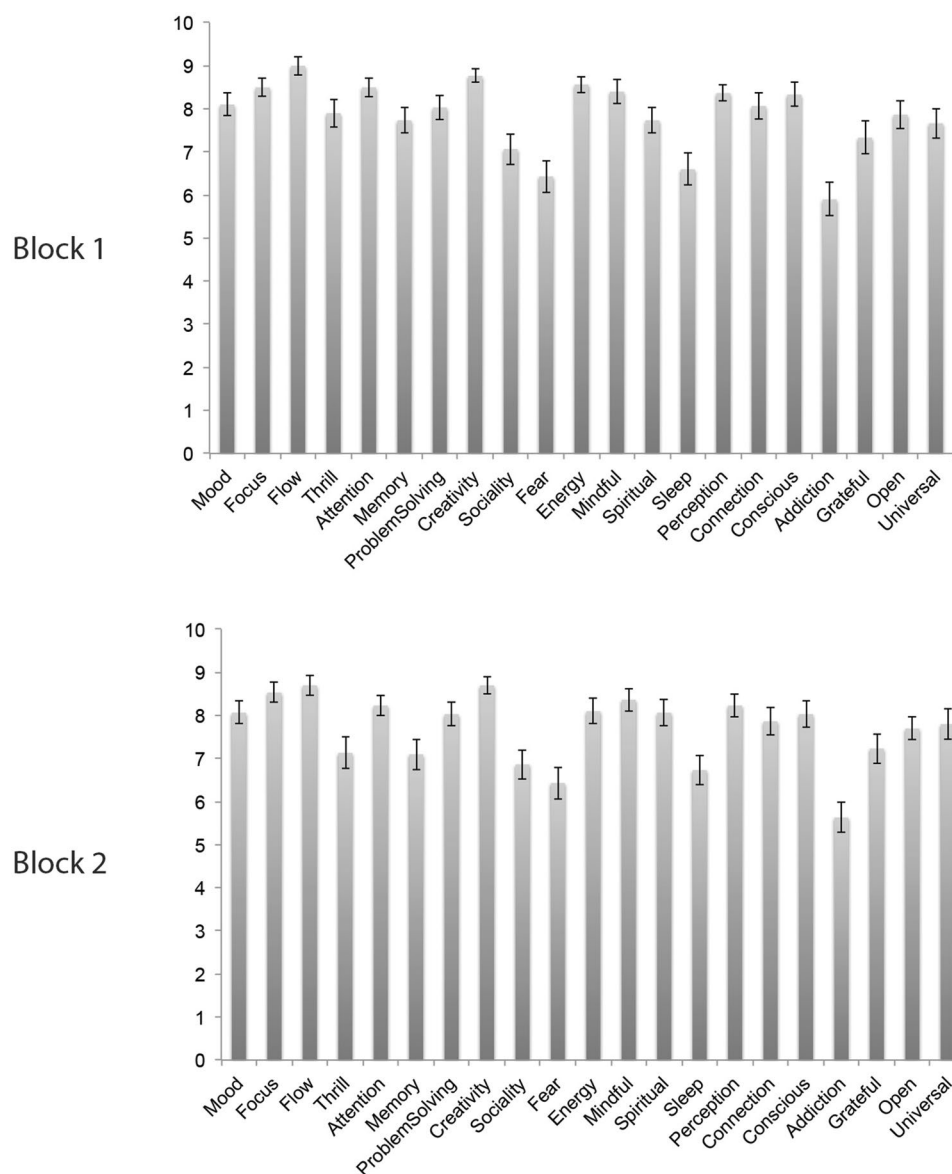 Block 1
10
9
8
7
6
5
4
3
2
1
0
Mood
Focus
Flow
Thrill
Attention
Memory
ProblemSolving
Creativity
Sociality
Fear
Energy
Mindful
Spiritual
Sleep
Perception
Connection
Conscious
Addiction
Grateful
Open
Universal
Block 2
10
9
8
7
6
5
4
3
2
1
0
Mood
Focus
Flow
Thrill
Attention
Memory
ProblemSolving
Creativity
Sociality
Fear
Energy
Mindful
Spiritual
Sleep
Perception
Connection
Conscious
Addiction
Grateful
Open
Universal